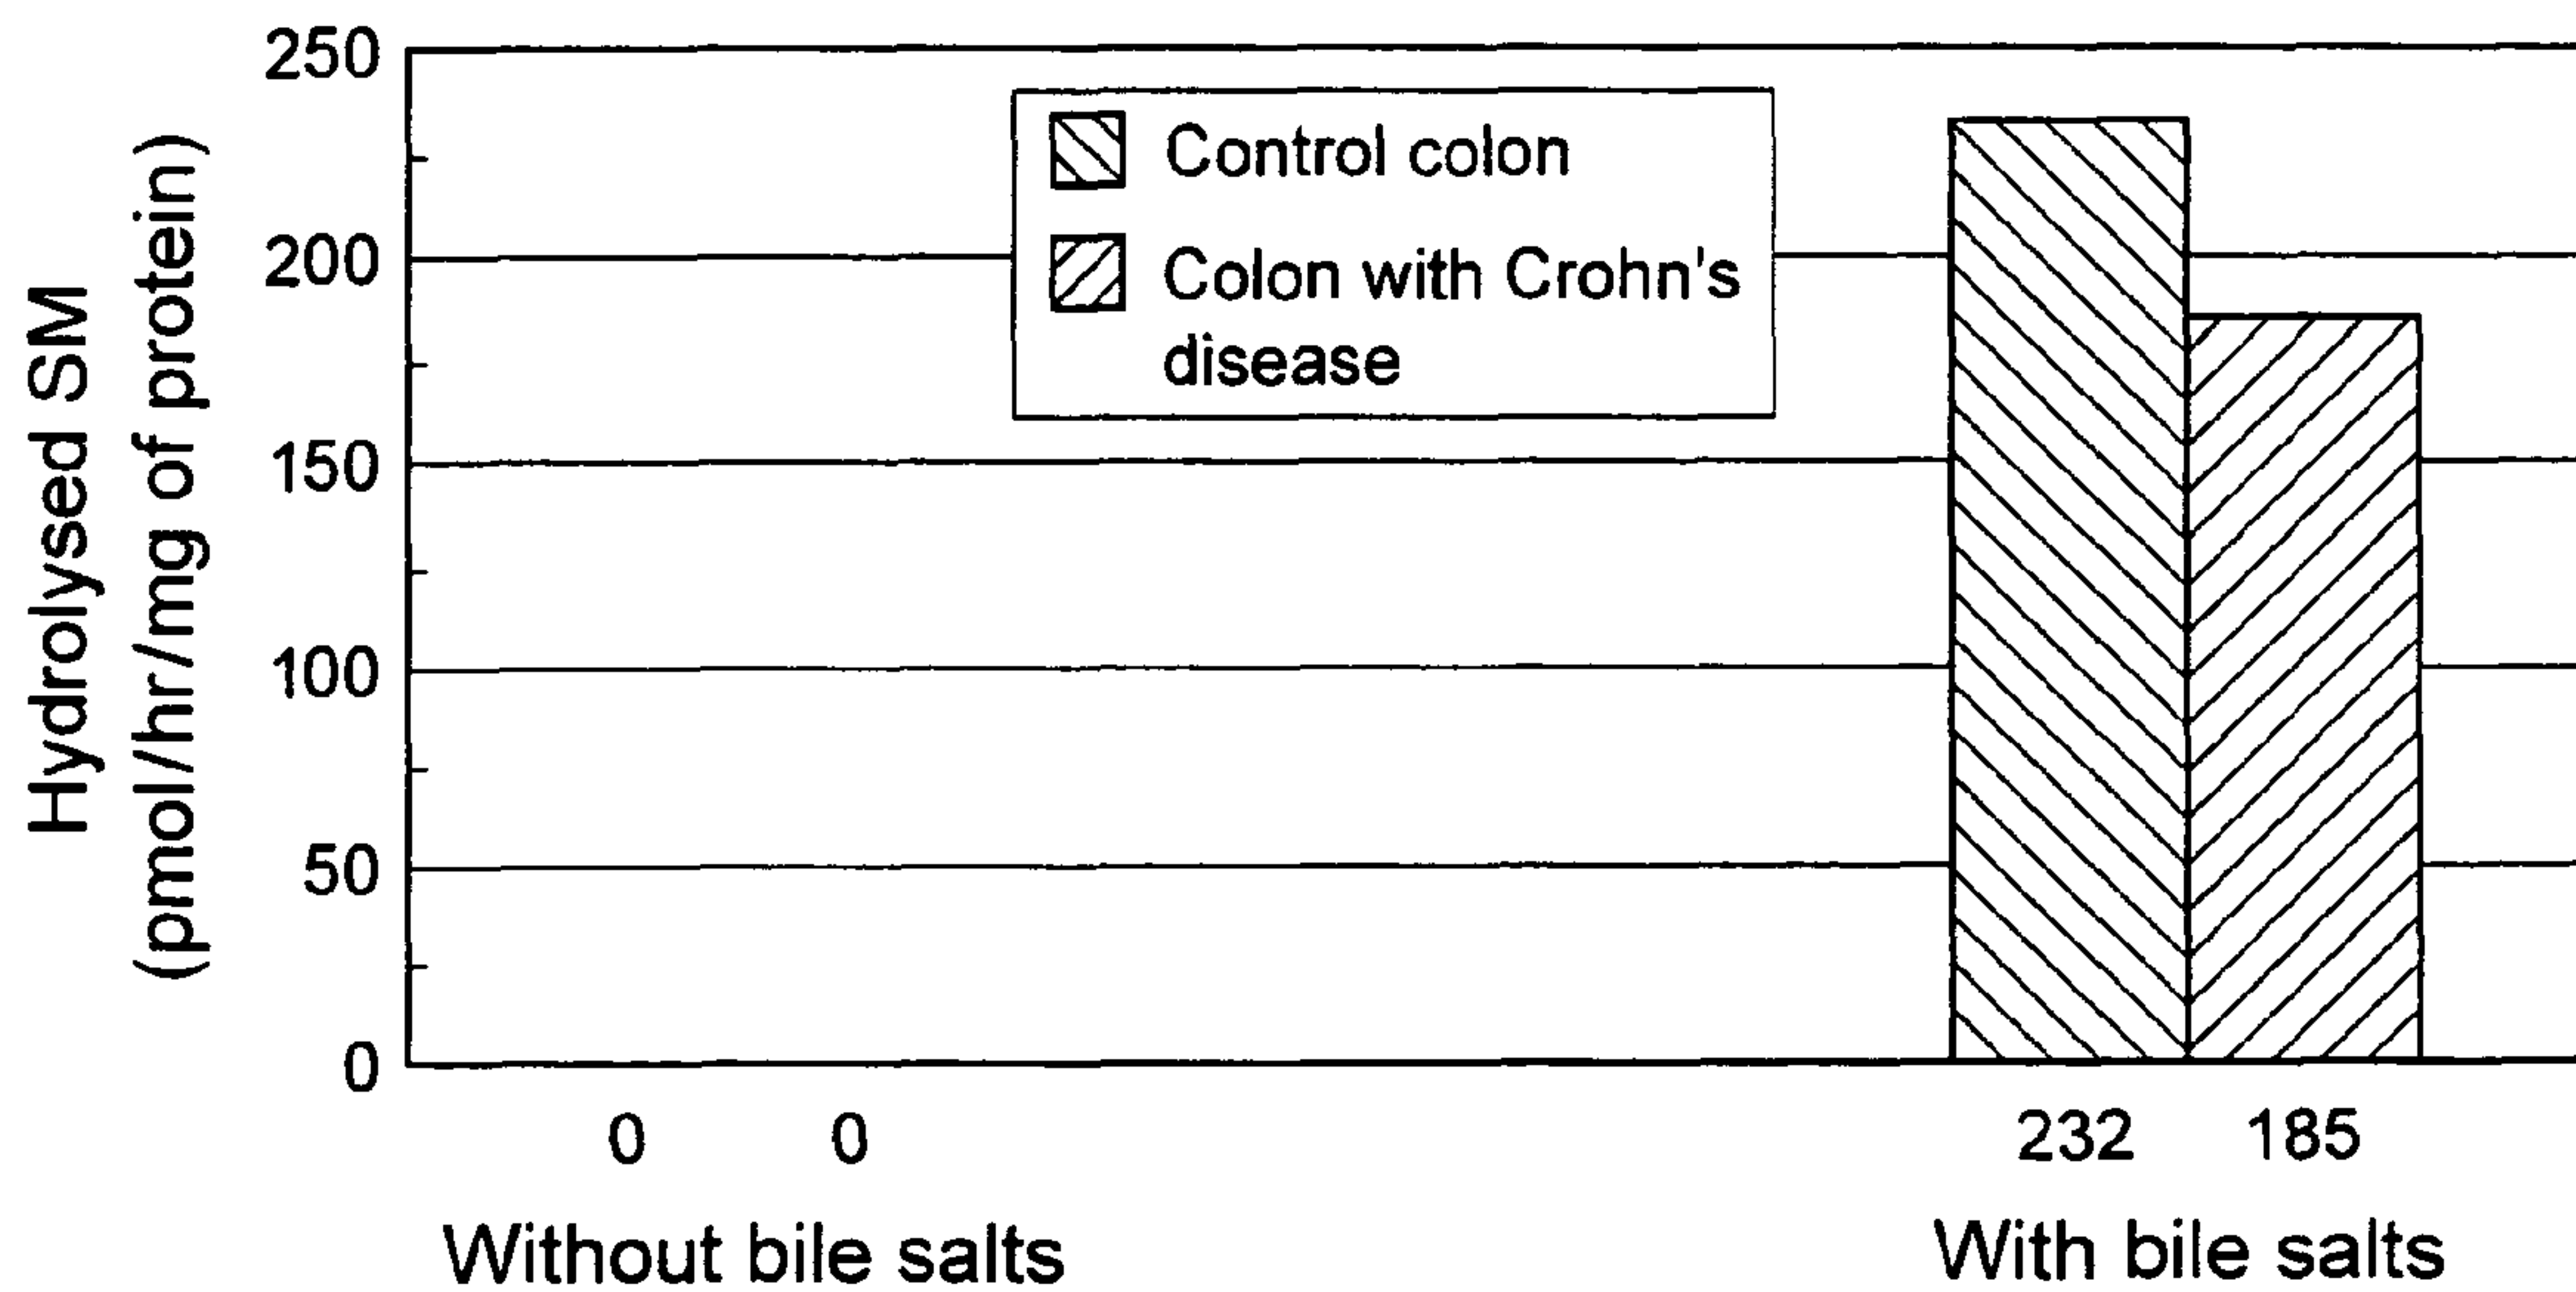 Hydrolysed SM
(pmol/hr/mg of protein)
250
200
150
100
50
0
Control colon
Colon with Crohn's
disease
0 0 232 185
Without bile salts With bile salts